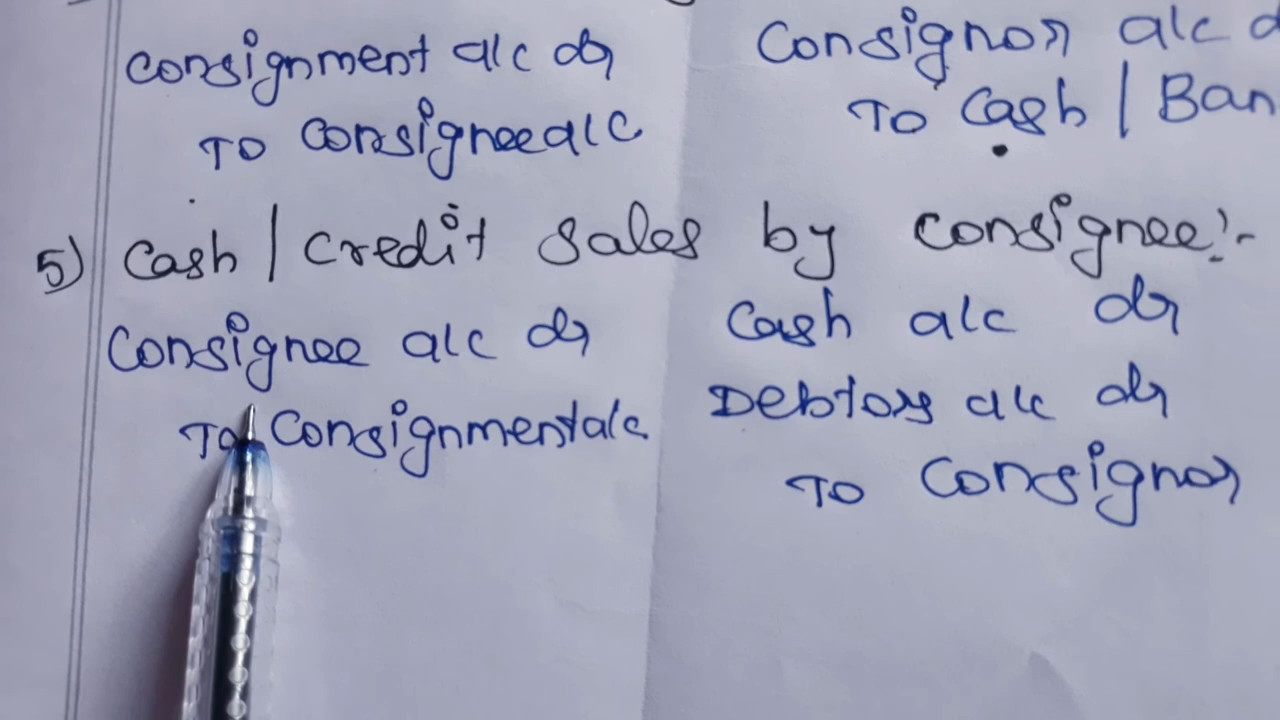 Consignment a/c dr
To Consignee a/c
Consignor a/c d
To Cash | Ban
5) Cash | Credit Sales by Consignee:-
Consignee a/c dr
To Consignment a/c
Cash a/c dr
Debtors a/c dr
To Consignor